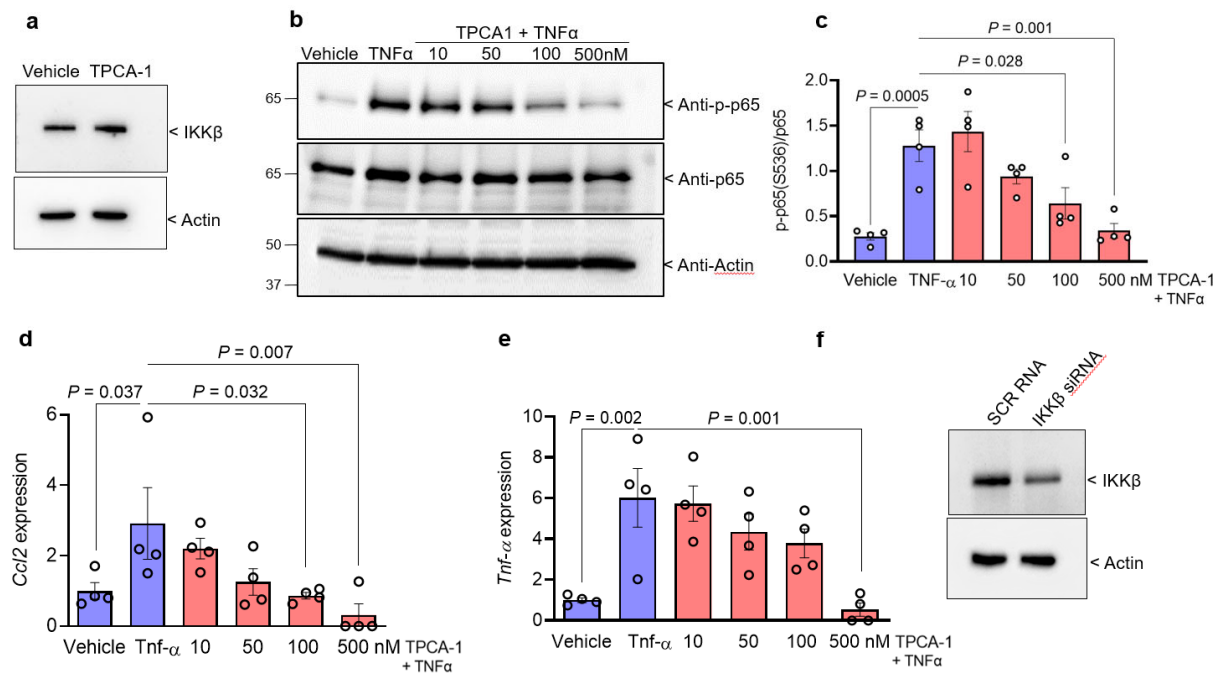 a
Vehicle TPCA-1
< IKKβ
< Actin
b
TPCA1 + TNFα
Vehicle TNFα 10 50 100 500nM
65
< Anti-p-p65
65
< Anti-p65
50
< Anti-Actin
37
c
P = 0.001
P = 0.028
P = 0.0005
2.0
1.5
1.0
0.5
0.0
p-p65(S536)/p65
Vehicle TNF-α 10 50 100 500 nM TPCA-1
+ TNFα
d
P = 0.007
P = 0.037 P = 0.032
6
4
2
0
Ccl2 expression
Vehicle Tnf-α 10 50 100 500 nM TPCA-1
+ TNFα
e
P = 0.002 P = 0.001
10
8
6
4
2
0
Tnf-α expression
Vehicle Tnf-α 10 50 100 500 nM TPCA-1
+ TNFα
f
SCR RNA
IKKβ siRNA
< IKKβ
< Actin